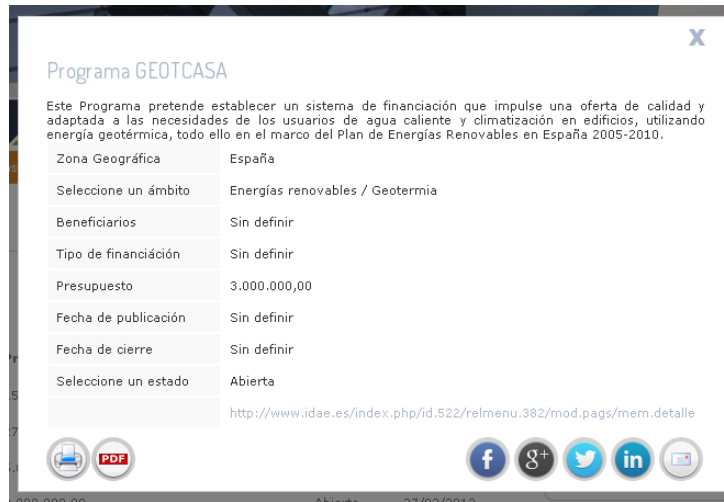 X
Programa GEOTCASA
Este Programa pretende establecer un sistema de financiación que impulse una oferta de calidad y
adaptada a las necesidades de los usuarios de agua caliente y climatización en edificios, utilizando
energía geotérmica, todo ello en el marco del Plan de Energías Renovables en España 2005-2010.
Zona Geográfica España
Seleccione un ámbito Energías renovables / Geotermia
Beneficiarios Sin definir
Tipo de financiáción Sin definir
Presupuesto 3.000.000,00
Fecha de publicación Sin definir
Fecha de cierre Sin definir
Seleccione un estado Abierta
http://www.idae.es/index.php/id.522/relmenu.382/mod.pags/mem.detalle
PDF f g+ in
Abierta 27/02/2012